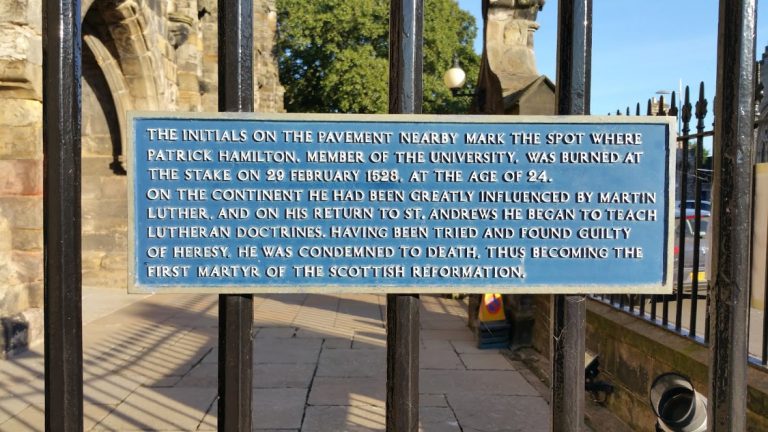 THE INITIALS ON THE PAVEMENT NEARBY MARK THE SPOT WHERE
PATRICK HAMILTON, MEMBER OF THE UNIVERSITY, WAS BURNED AT
THE STAKE ON 29 FEBRUARY 1528, AT THE AGE OF 24.
ON THE CONTINENT HE HAD BEEN GREATLY INFLUENCED BY MARTIN
LUTHER, AND ON HIS RETURN TO ST. ANDREWS HE BEGAN TO TEACH
LUTHERAN DOCTRINES. HAVING BEEN TRIED AND FOUND GUILTY
OF HERESY, HE WAS CONDEMNED TO DEATH, THUS BECOMING THE
FIRST MARTYR OF THE SCOTTISH REFORMATION.